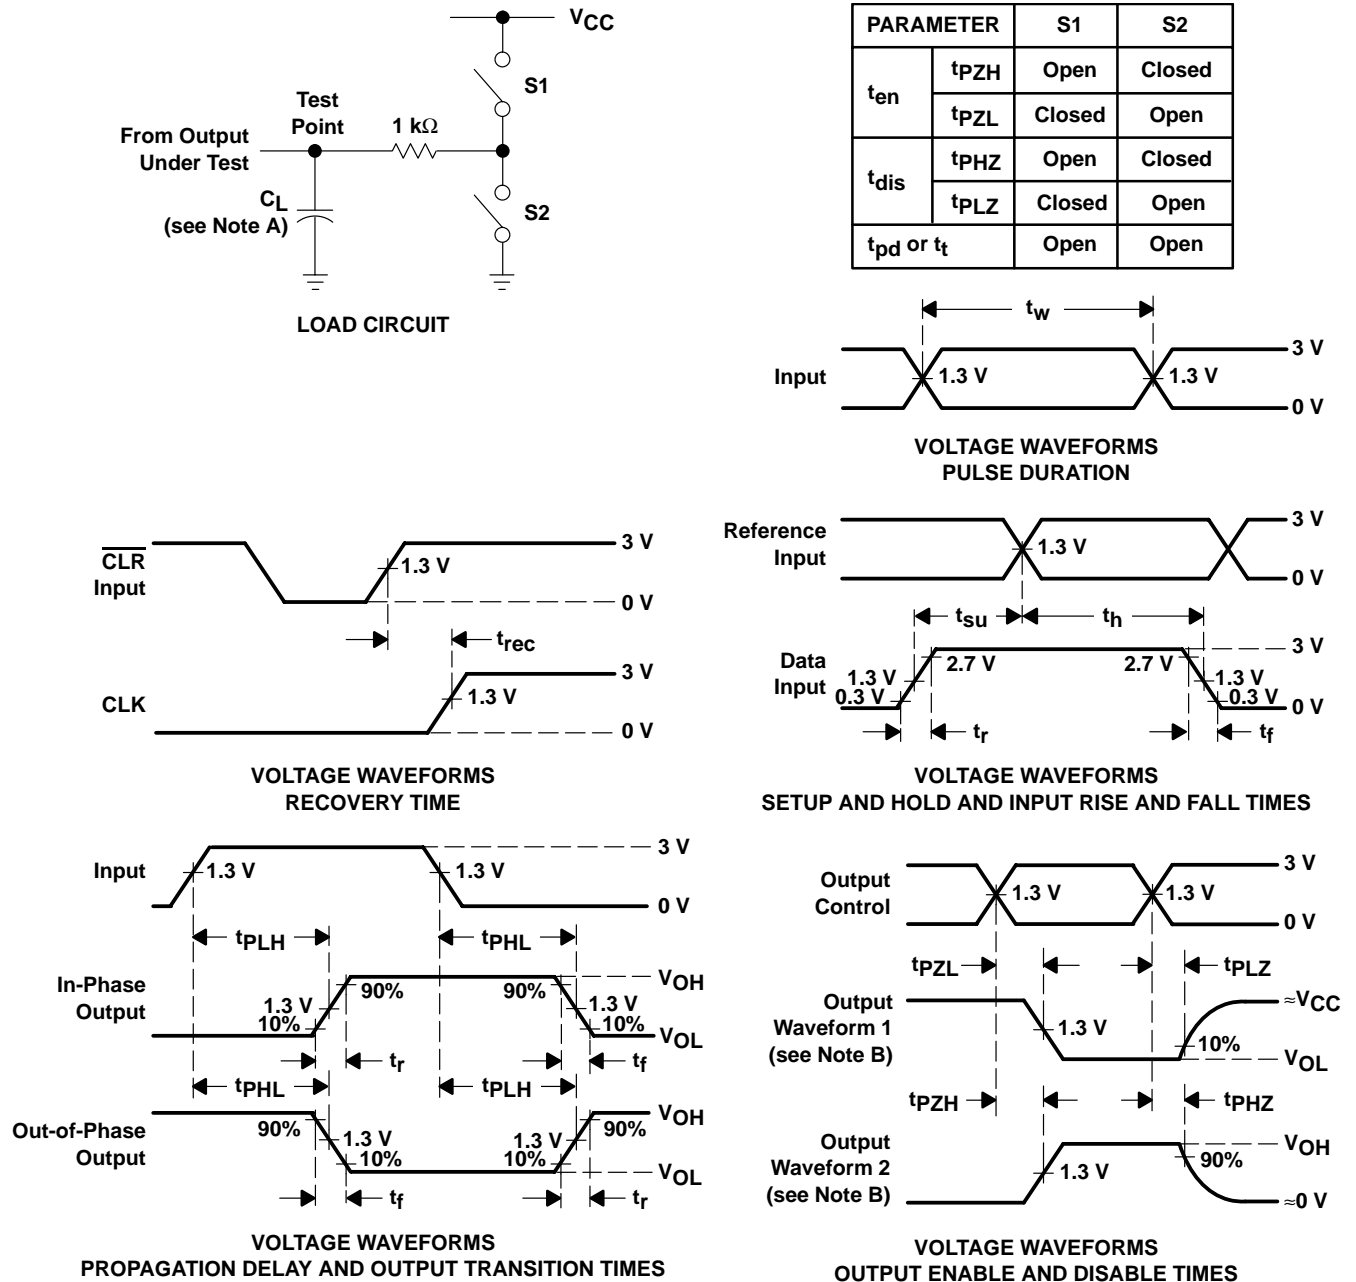 VCC
S1
Test
Point
1 kΩ
From Output
Under Test
CL
(see Note A)
S2
LOAD CIRCUIT
PARAMETER S1 S2
ten tPZH Open Closed
tPZL Closed Open
tdis tPHZ Open Closed
tPLZ Closed Open
tpd or tt Open Open
tw
3 V
Input 1.3 V 1.3 V
0 V
VOLTAGE WAVEFORMS
PULSE DURATION
CLR
Input
3 V
1.3 V
0 V
trec
CLK
3 V
1.3 V
0 V
VOLTAGE WAVEFORMS
RECOVERY TIME
Reference
Input
3 V
1.3 V
0 V
tsu th
Data
Input
3 V
2.7 V 2.7 V
1.3 V 1.3 V
0.3 V 0.3 V
0 V
tr tf
VOLTAGE WAVEFORMS
SETUP AND HOLD AND INPUT RISE AND FALL TIMES
3 V
Input 1.3 V 1.3 V
0 V
tPLH tPHL
In-Phase
Output
VOH
90% 90%
1.3 V 1.3 V
10% 10%
VOL
tr tf
tPHL tPLH
Out-of-Phase
Output
VOH
90% 90%
1.3 V 1.3 V
10% 10%
VOL
tf tr
VOLTAGE WAVEFORMS
PROPAGATION DELAY AND OUTPUT TRANSITION TIMES
Output
Control
3 V
1.3 V 1.3 V
0 V
tPZL tPLZ
Output
Waveform 1
(see Note B)
≈VCC
1.3 V
10%
VOL
tPZH tPHZ
Output
Waveform 2
(see Note B)
VOH
1.3 V 90%
≈0 V
VOLTAGE WAVEFORMS
OUTPUT ENABLE AND DISABLE TIMES